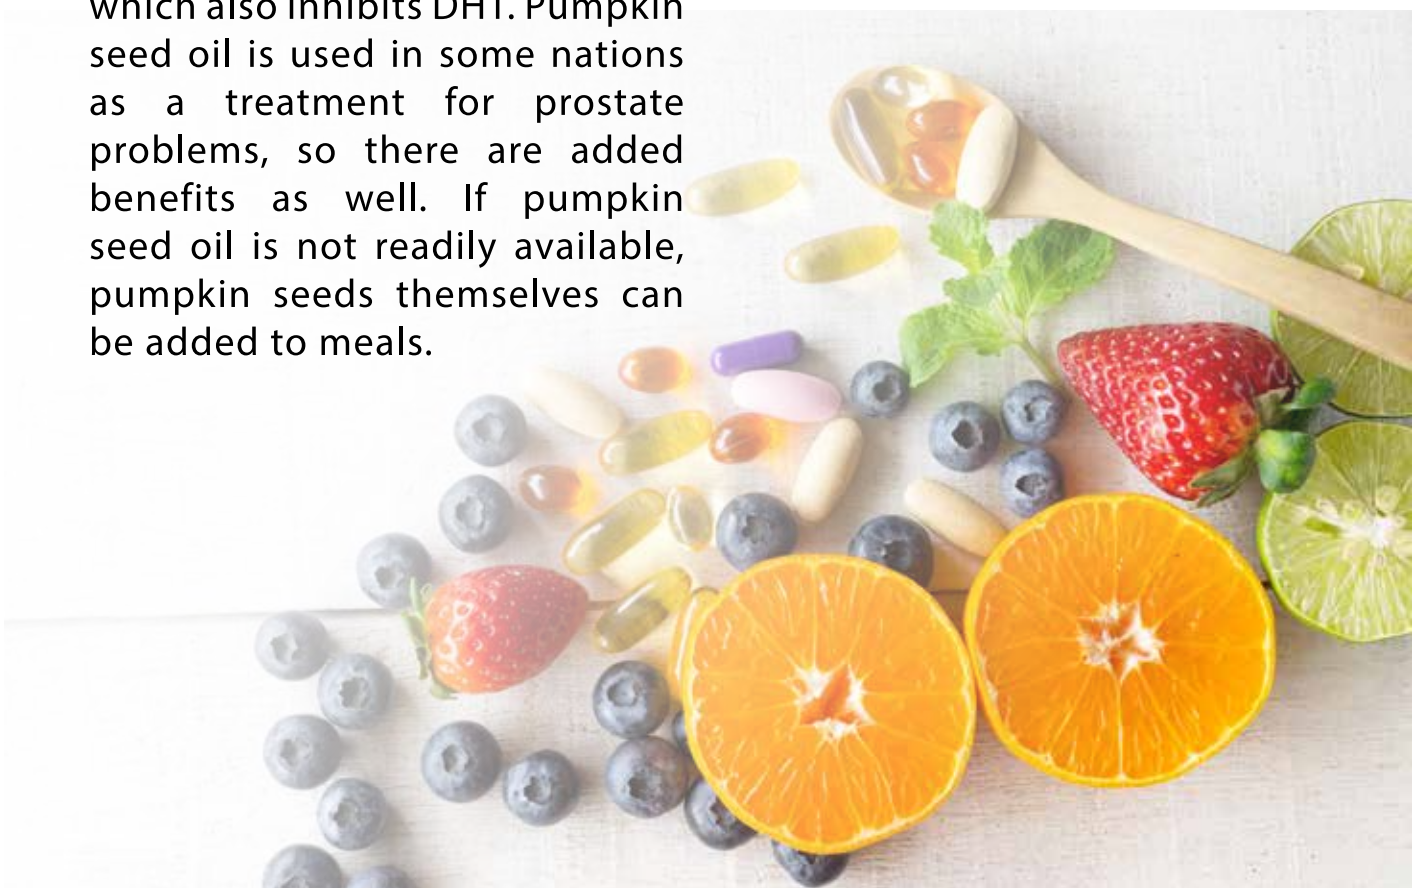 which also inhibits DHT. Pumpkin
seed oil is used in some nations
as a treatment for prostate
problems, so there are added
benefits as well. If pumpkin
seed oil is not readily available,
pumpkin seeds themselves can
be added to meals.